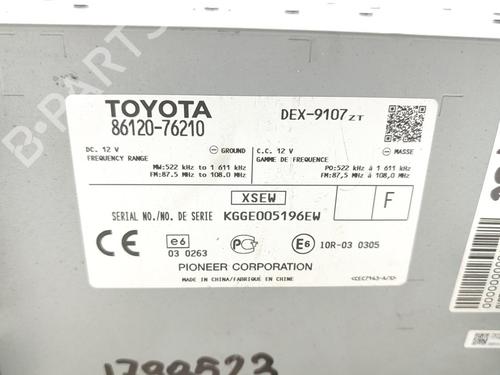 TOYOTA
DEX-9107ZT
86120-76210
DC. 12 V
GROUND
C.C. 12 V
MASSE
FREQUENCY RANGE
GAMME DE FREQUENCE
MW:522 kHz to 1 611 kHz
FM:87.5 MHz to 108.0 MHz
PO:522 kHz à 1 611 kHz
FM:87,5 MHz à 108,0 MHz
XSEW
F
SERIAL NO./NO. DE SERIE KGGE005196EW
CE
e6
03 0263
E6
10R-03 0305
PIONEER CORPORATION
MADE IN CHINA/FABRIQUÉ EN CHINE
1788523
B-PARTS